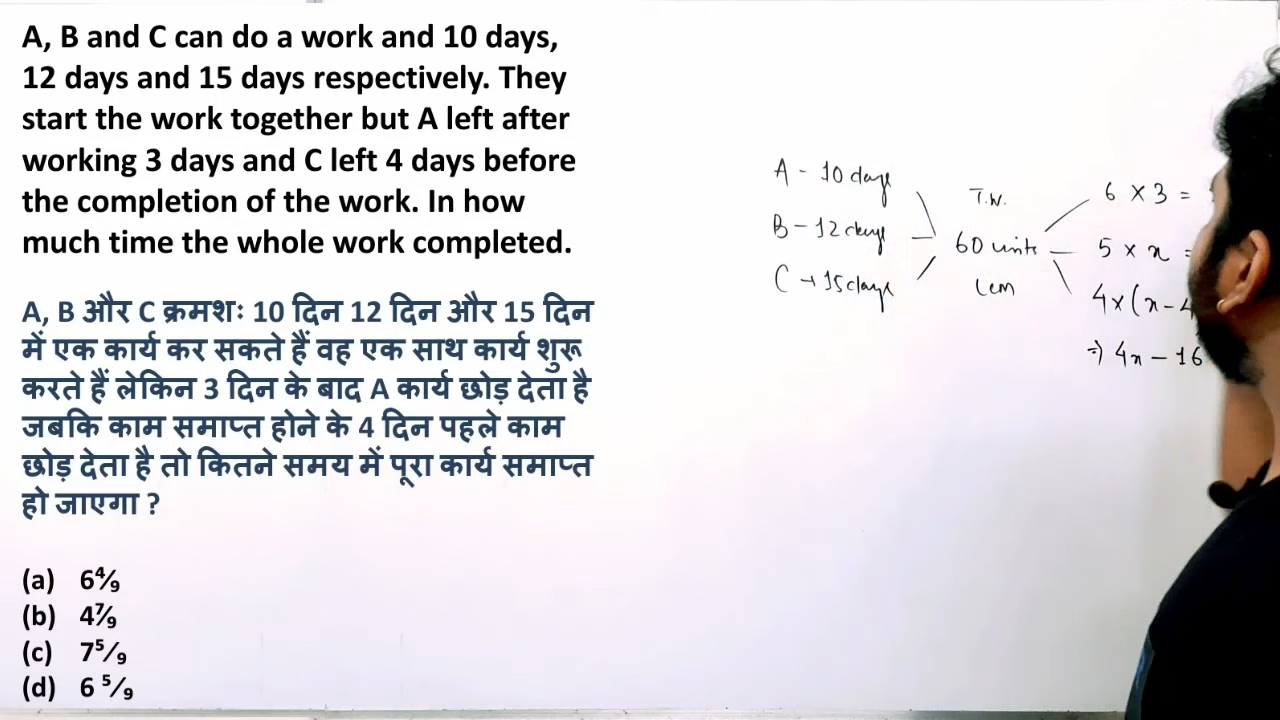 A, B and C can do a work and 10 days,
12 days and 15 days respectively. They
start the work together but A left after
working 3 days and C left 4 days before
the completion of the work. In how
much time the whole work completed.
A, B और C क्रमशः 10 दिन 12 दिन और 15 दिन
में एक कार्य कर सकते हैं वह एक साथ कार्य शुरू
करते हैं लेकिन 3 दिन के बाद A कार्य छोड़ देता है
जबकि काम समाप्त होने के 4 दिन पहले काम
छोड़ देता है तो कितने समय में पूरा कार्य समाप्त
हो जाएगा ?
(a) 6⁴⁄₉
(b) 4⁷⁄₉
(c) 7⁵/₉
(d) 6 ⁵/₉
A - 10 days
B - 12 days
C → 15 days
T.W.
60 units
Lcm
6 × 3 =
5 × x =
4 × (x - 4
⇒ 4x - 16